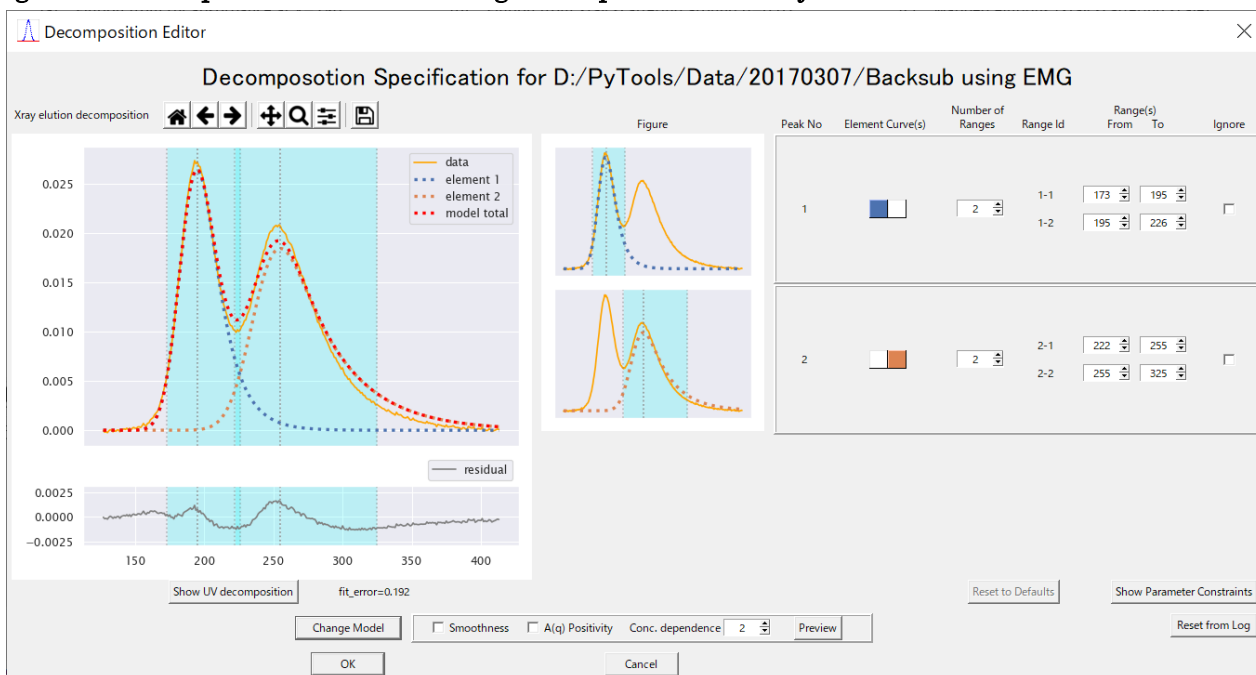 Decomposition Editor
Decomposotion Specification for D:/PyTools/Data/20170307/Backsub using EMG
Xray elution decomposition
Figure
Peak No Element Curve(s) Number of Ranges Range Id Range(s) From To Ignore
data
element 1
element 2
model total
0.025
0.020
0.015
0.010
0.005
0.000
1 2 1-1 173 195
1-2 195 226
2 2 2-1 222 255
2-2 255 325
residual
0.0025
0.0000
−0.0025
150 200 250 300 350 400
Show UV decomposition fit_error=0.192 Reset to Defaults Show Parameter Constraints
Change Model Smoothness A(q) Positivity Conc. dependence 2 Preview Reset from Log
OK Cancel